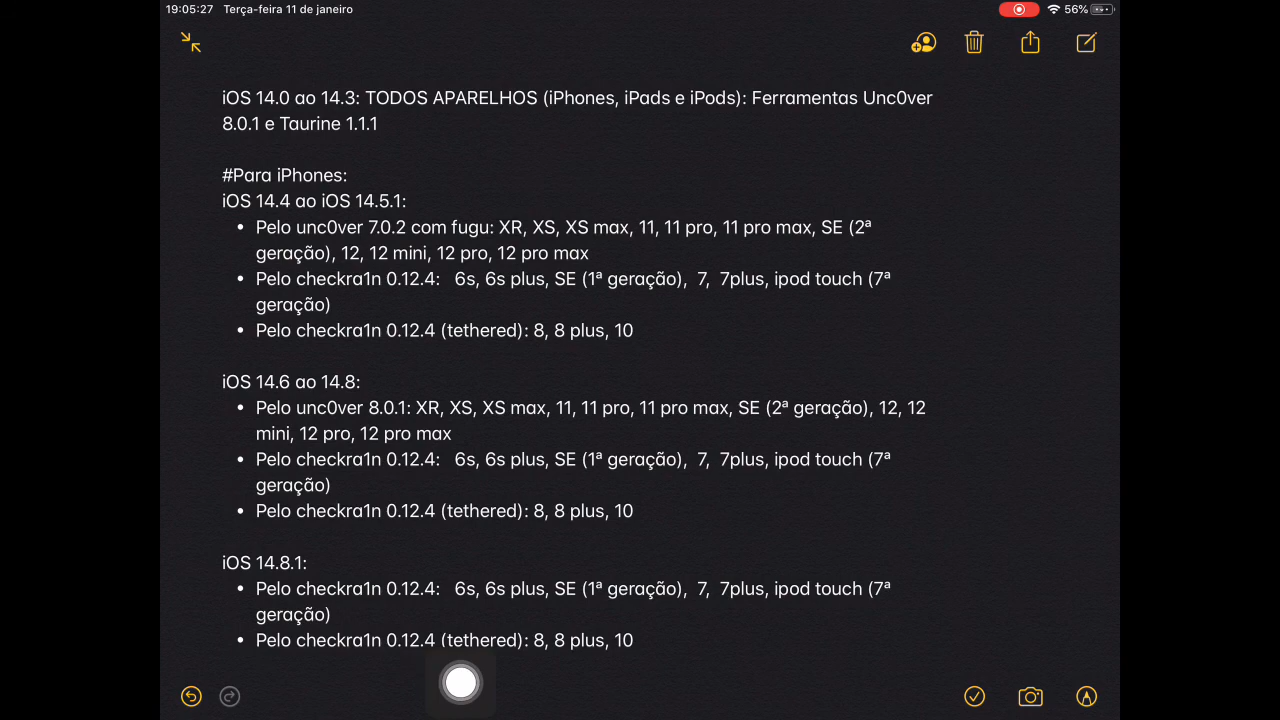 19:05:27 Terça-feira 11 de janeiro 56%
iOS 14.0 ao 14.3: TODOS APARELHOS (iPhones, iPads e iPods): Ferramentas Unc0ver
8.0.1 e Taurine 1.1.1
#Para iPhones:
iOS 14.4 ao iOS 14.5.1:
• Pelo unc0ver 7.0.2 com fugu: XR, XS, XS max, 11, 11 pro, 11 pro max, SE (2ª
geração), 12, 12 mini, 12 pro, 12 pro max
• Pelo checkra1n 0.12.4: 6s, 6s plus, SE (1ª geração), 7, 7plus, ipod touch (7ª
geração)
• Pelo checkra1n 0.12.4 (tethered): 8, 8 plus, 10
iOS 14.6 ao 14.8:
• Pelo unc0ver 8.0.1: XR, XS, XS max, 11, 11 pro, 11 pro max, SE (2ª geração), 12, 12
mini, 12 pro, 12 pro max
• Pelo checkra1n 0.12.4: 6s, 6s plus, SE (1ª geração), 7, 7plus, ipod touch (7ª
geração)
• Pelo checkra1n 0.12.4 (tethered): 8, 8 plus, 10
iOS 14.8.1:
• Pelo checkra1n 0.12.4: 6s, 6s plus, SE (1ª geração), 7, 7plus, ipod touch (7ª
geração)
• Pelo checkra1n 0.12.4 (tethered): 8, 8 plus, 10